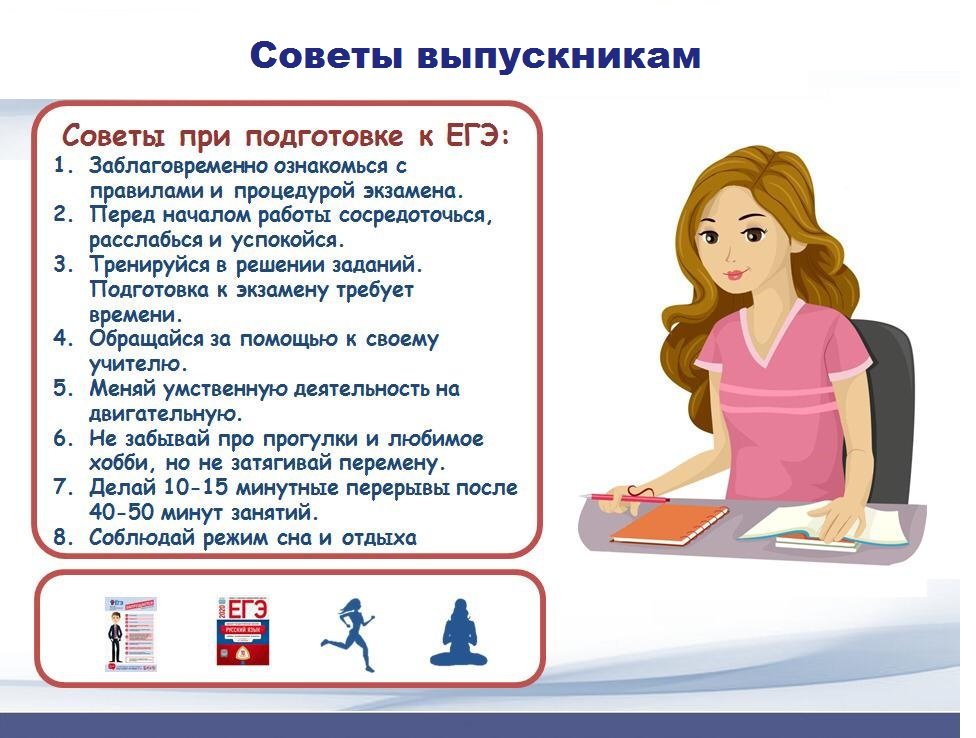 Советы выпускникам
Советы при подготовке к ЕГЭ:
1. Заблаговременно ознакомься с
правилами и процедурой экзамена.
2. Перед началом работы сосредоточься,
расслабься и успокойся.
3. Тренируйся в решении заданий.
Подготовка к экзамену требует
времени.
4. Обращайся за помощью к своему
учителю.
5. Меняй умственную деятельность на
двигательную.
6. Не забывай про прогулки и любимое
хобби, но не затягивай перемену.
7. Делай 10-15 минутные перерывы после
40-50 минут занятий.
8. Соблюдай режим сна и отдыха
ЕГЭ
2020
ЕГЭ
РУССКИЙ ЯЗЫК